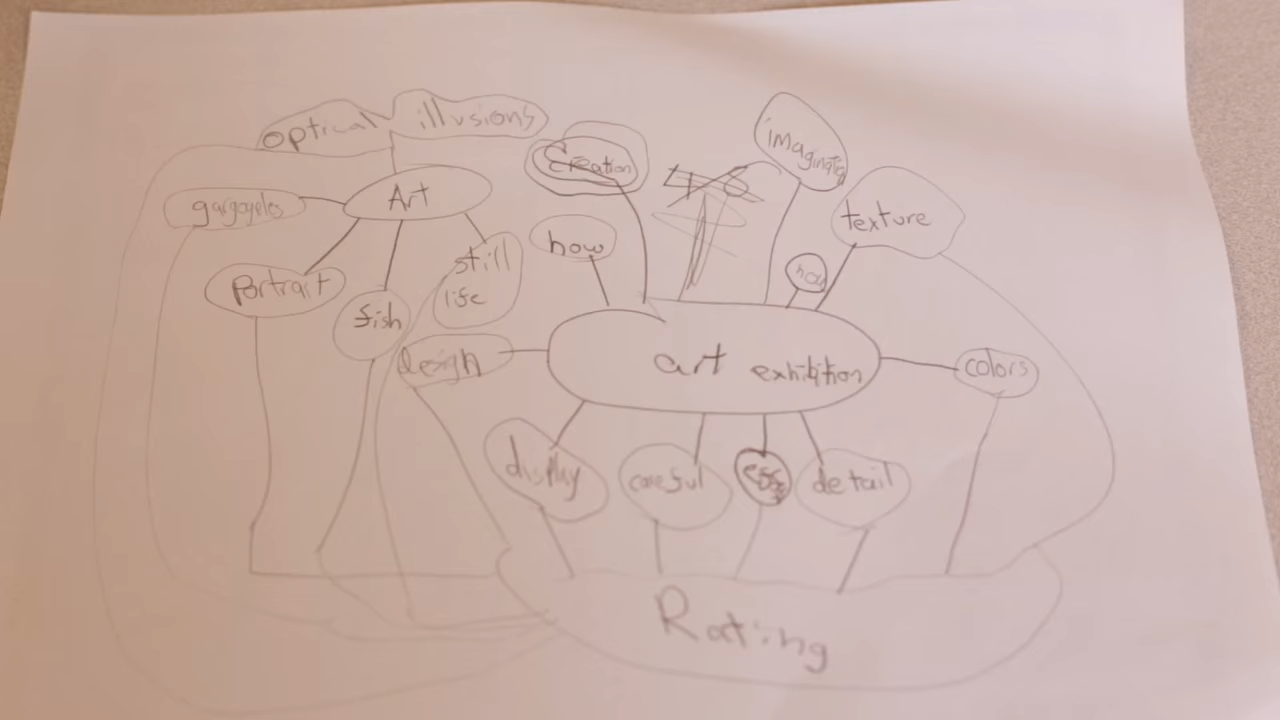 optical illusions
imagination
Creation
gargoyles
Art
texture
how
still
life
Portrait
fish
design
art exhibition
colors
display
careful
detail
Rating